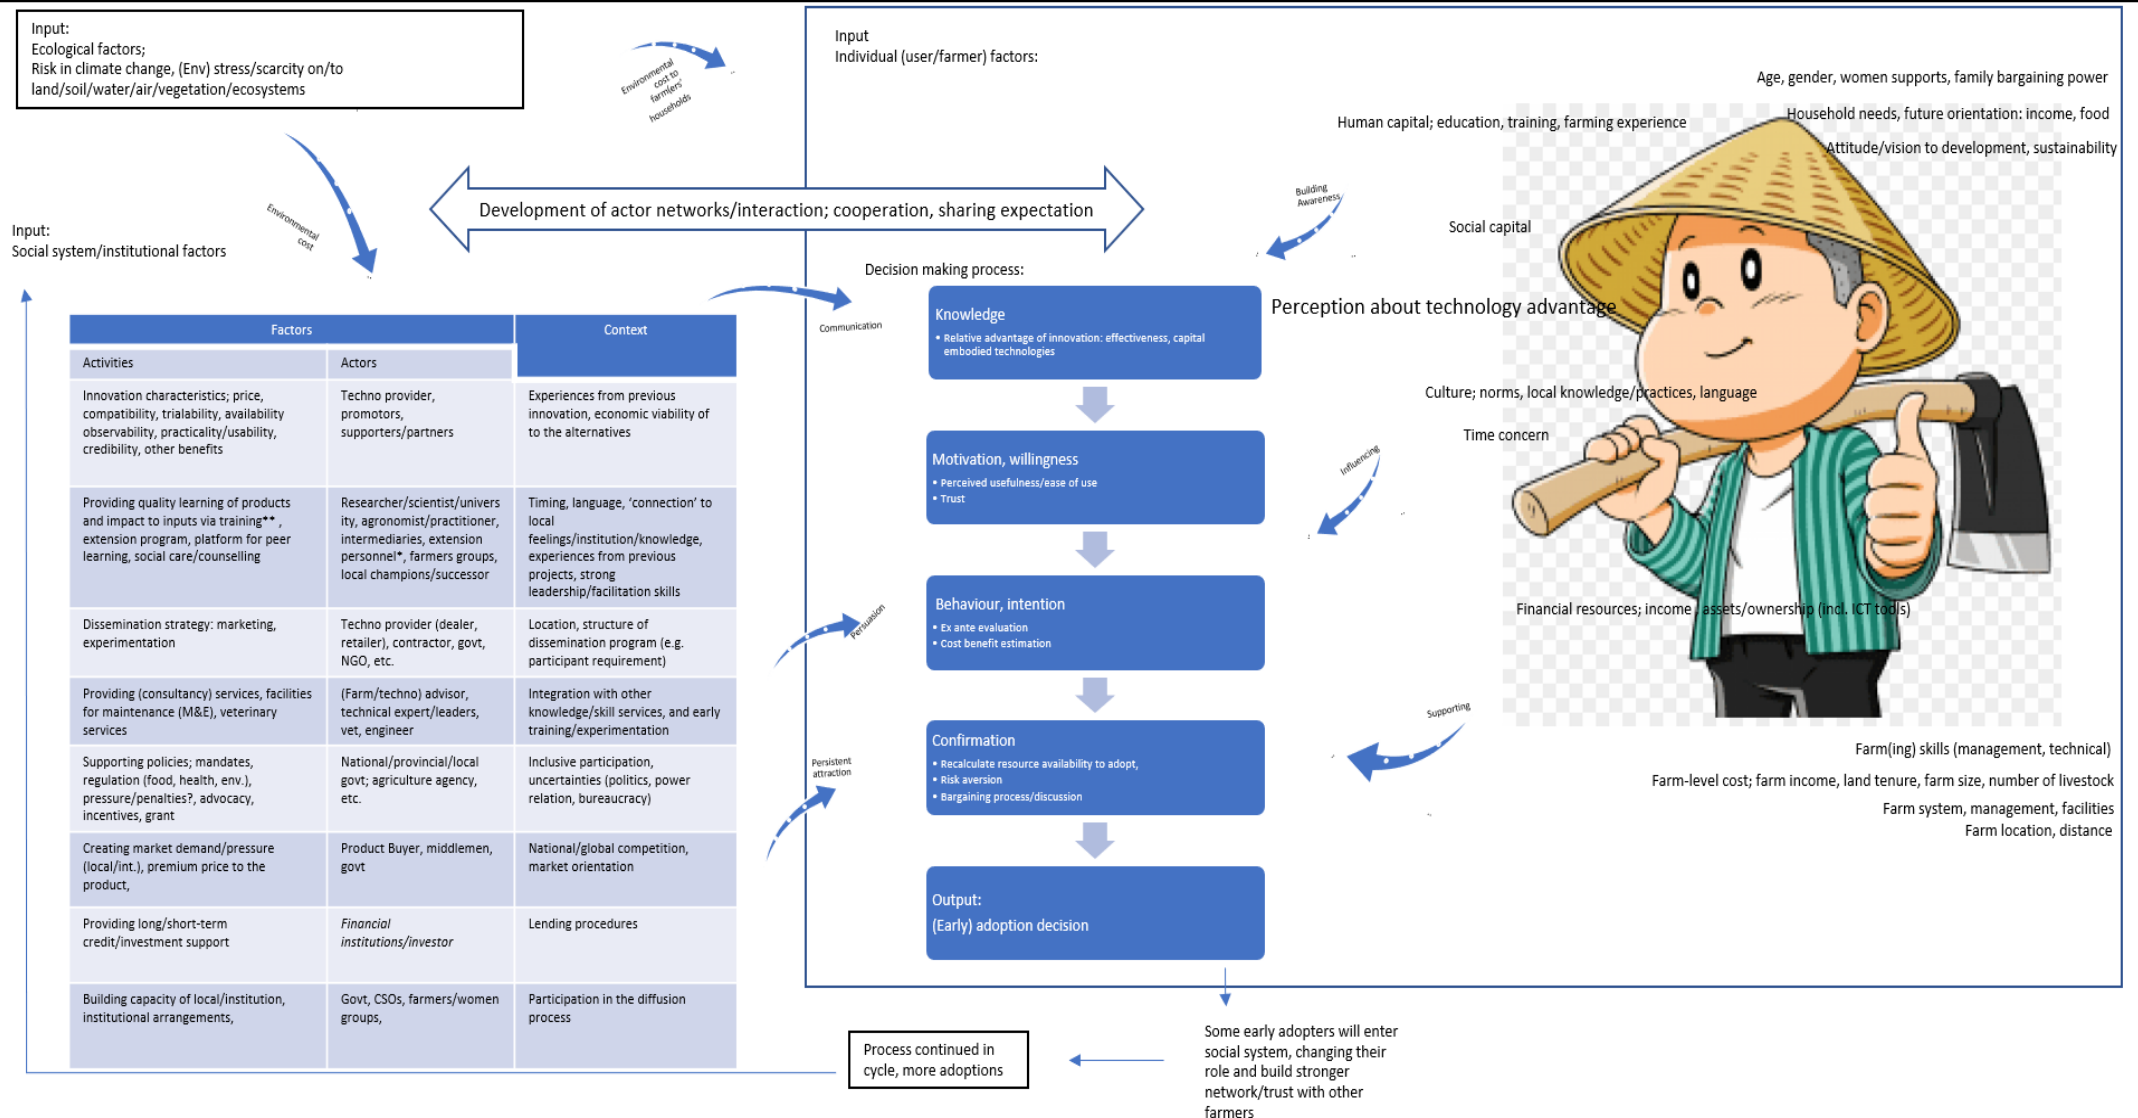 Input:
Ecological factors;
Risk in climate change, (Env) stress/scarcity on/to
land/soil/water/air/vegetation/ecosystems
Environmental
cost to
farmers'
households
Input
Individual (user/farmer) factors:
Age, gender, women supports, family bargaining power
Household needs, future orientation: income, food
Human capital; education, training, farming experience
Attitude/vision to development, sustainability
Development of actor networks/interaction; cooperation, sharing expectation
Building
Awareness
Social capital
Environmental
cost
Input:
Social system/institutional factors
Decision making process:
Communication
Knowledge
• Relative advantage of innovation: effectiveness, capital
embodied technologies
Perception about technology advantage
Culture; norms, local knowledge/practices, language
Time concern
Motivation, willingness
• Perceived usefulness/ease of use
• Trust
Influencing
Behaviour, intention
• Ex ante evaluation
• Cost benefit estimation
Persuasion
Financial resources; income, assets/ownership (incl. ICT tools)
Confirmation
• Recalculate resource availability to adopt,
• Risk aversion
• Bargaining process/discussion
Supporting
Persistent
attraction
Farm(ing) skills (management, technical)
Farm-level cost; farm income, land tenure, farm size, number of livestock
Farm system, management, facilities
Farm location, distance
Output:
(Early) adoption decision
Factors
Context
Activities
Actors
Innovation characteristics; price,
compatibility, trialability, availability
observability, practicality/usability,
credibility, other benefits
Techno provider,
promotors,
supporters/partners
Experiences from previous
innovation, economic viability of
to the alternatives
Providing quality learning of products
and impact to inputs via training** ,
extension program, platform for peer
learning, social care/counselling
Researcher/scientist/univers
ity, agronomist/practitioner,
intermediaries, extension
personnel*, farmers groups,
local champions/successor
Timing, language, ‘connection’ to
local
feelings/institution/knowledge,
experiences from previous
projects, strong
leadership/facilitation skills
Dissemination strategy: marketing,
experimentation
Techno provider (dealer,
retailer), contractor, govt,
NGO, etc.
Location, structure of
dissemination program (e.g.
participant requirement)
Providing (consultancy) services, facilities
for maintenance (M&E), veterinary
services
(Farm/techno) advisor,
technical expert/leaders,
vet, engineer
Integration with other
knowledge/skill services, and early
training/experimentation
Supporting policies; mandates,
regulation (food, health, env.),
pressure/penalties?, advocacy,
incentives, grant
National/provincial/local
govt; agriculture agency,
etc.
Inclusive participation,
uncertainties (politics, power
relation, bureaucracy)
Creating market demand/pressure
(local/int.), premium price to the
product,
Product Buyer, middlemen,
govt
National/global competition,
market orientation
Providing long/short-term
credit/investment support
Financial
institutions/investor
Lending procedures
Building capacity of local/institution,
institutional arrangements,
Govt, CSOs, farmers/women
groups,
Participation in the diffusion
process
Process continued in
cycle, more adoptions
Some early adopters will enter
social system, changing their
role and build stronger
network/trust with other
farmers